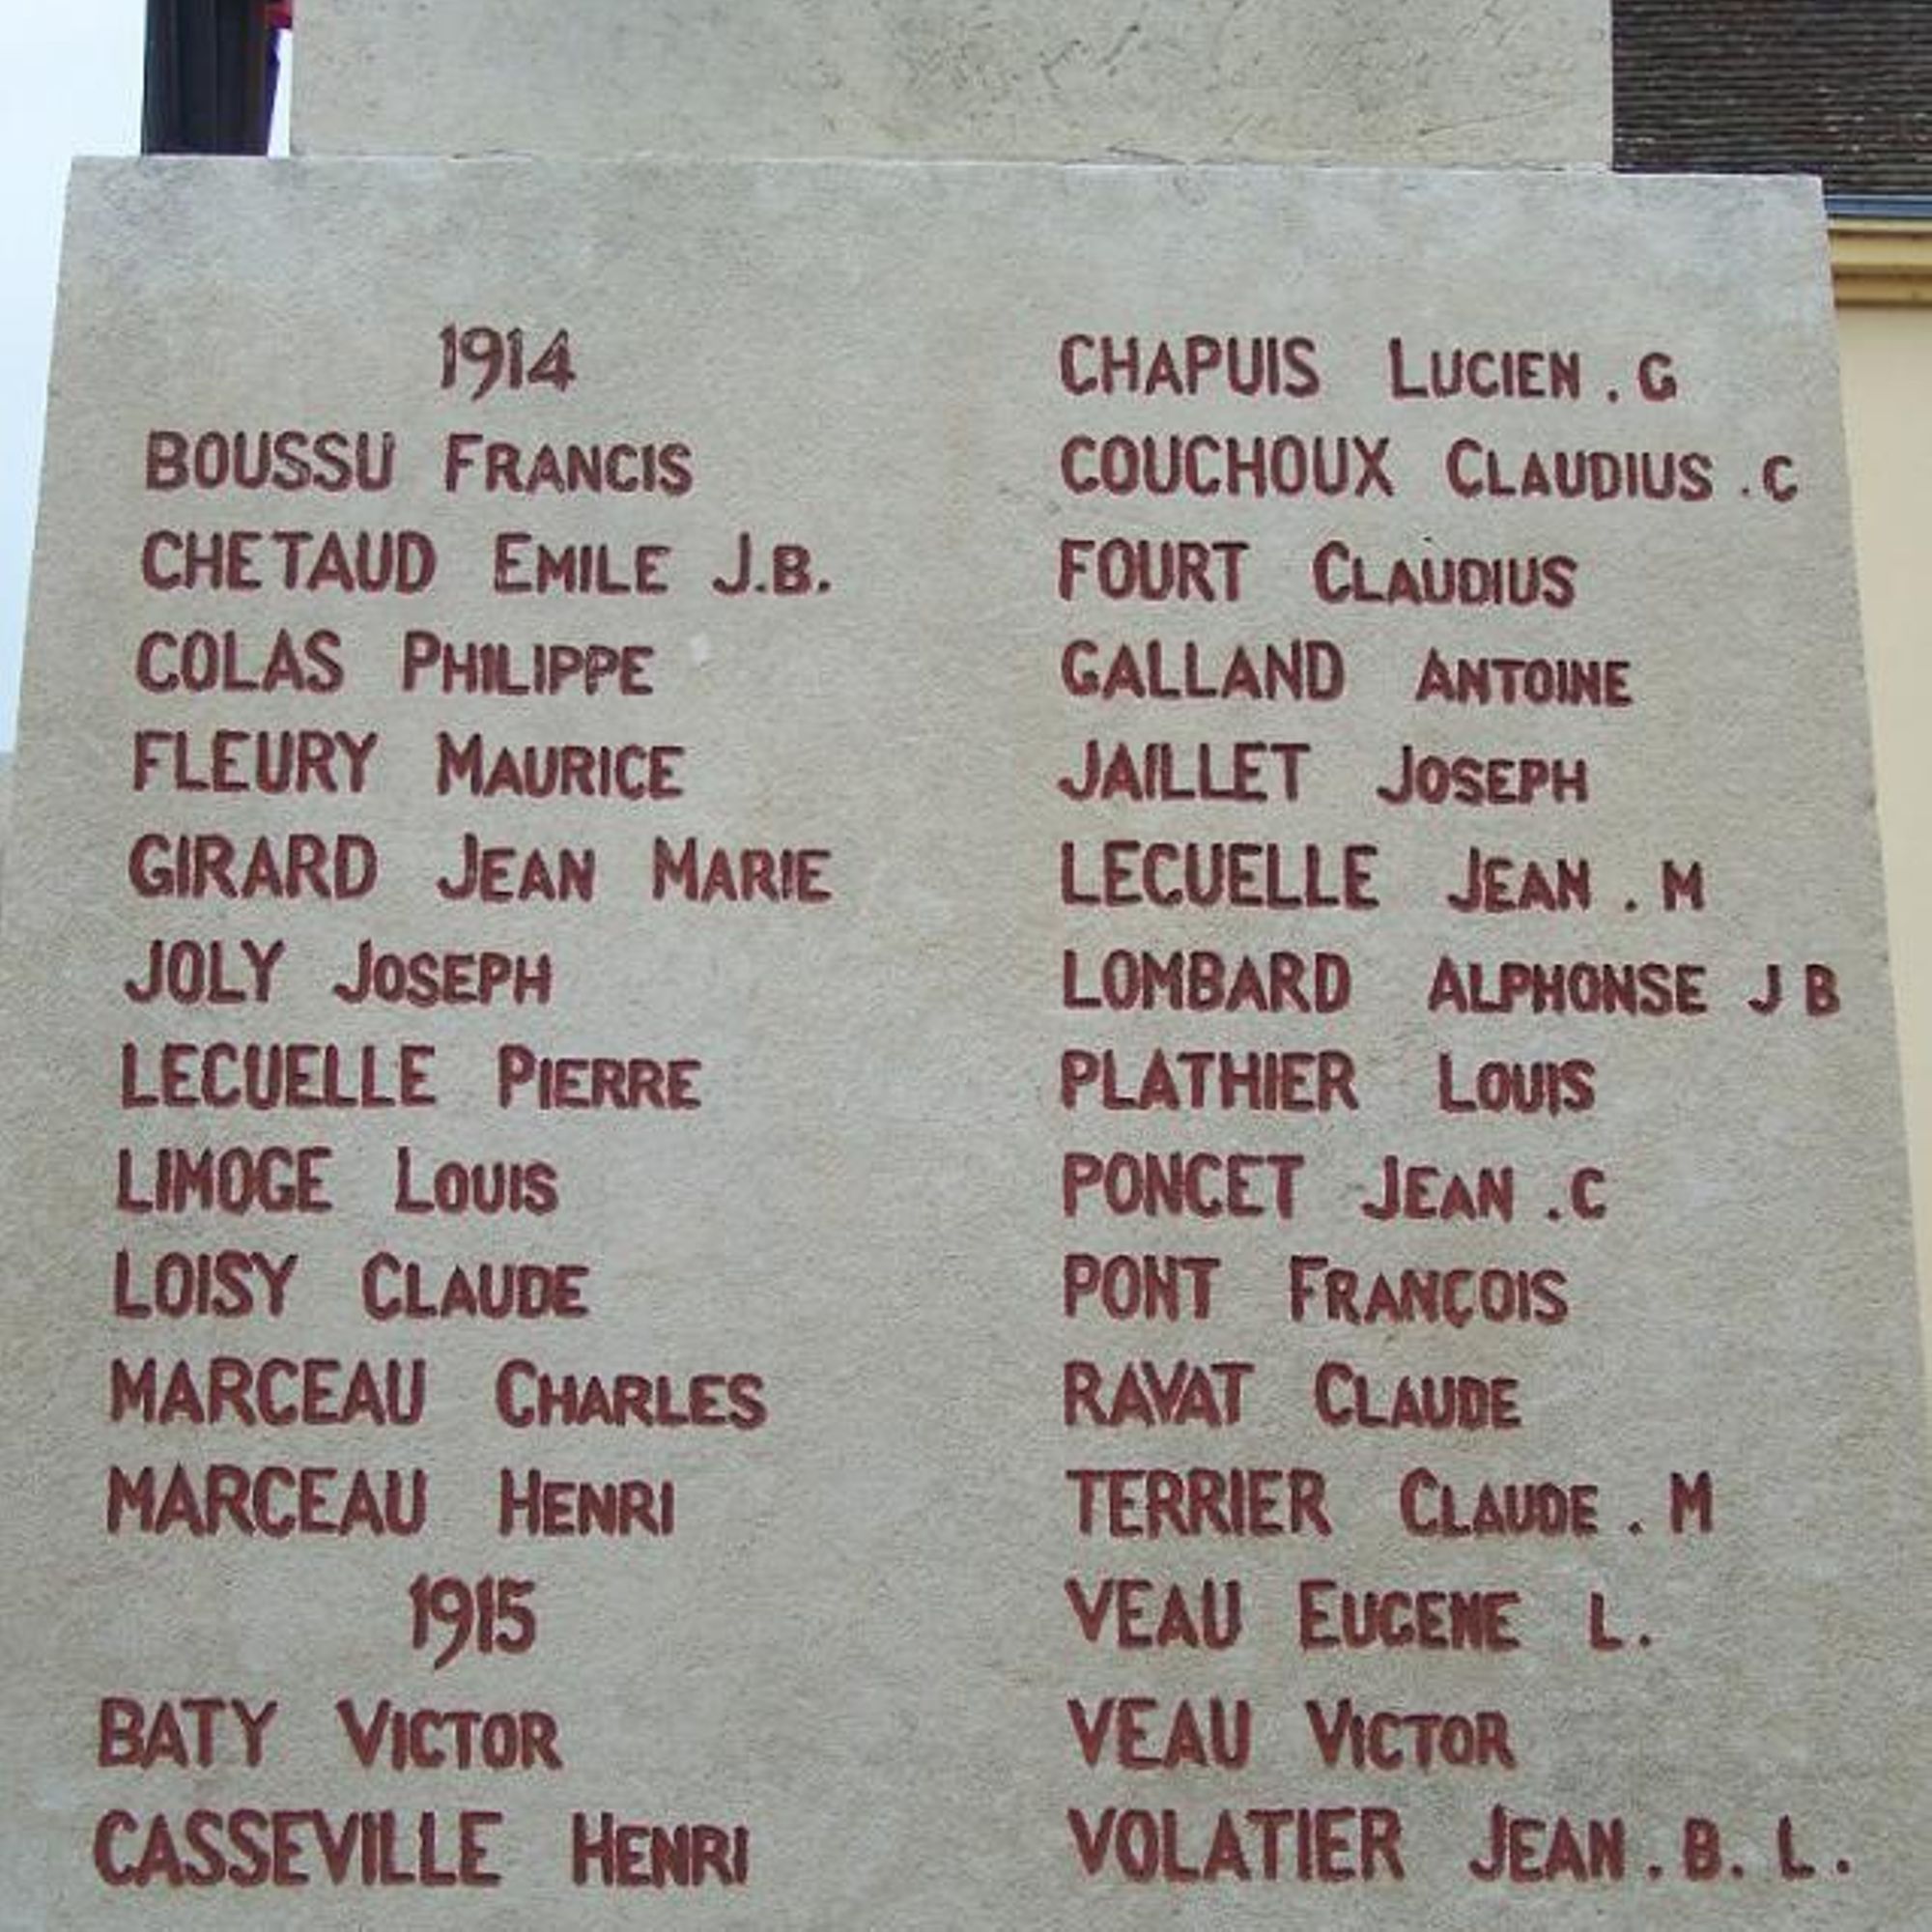 1914
BOUSSU FRANCIS
CHETAUD EMILE J.B.
COLAS PHILIPPE
FLEURY MAURICE
GIRARD JEAN MARIE
JOLY JOSEPH
LECUELLE PIERRE
LIMOGE LOUIS
LOISY CLAUDE
MARCEAU CHARLES
MARCEAU HENRI
1915
BATY VICTOR
CASSEVILLE HENRI
CHAPUIS LUCIEN . G
COUCHOUX CLAUDIUS . C
FOURT CLAUDIUS
GALLAND ANTOINE
JAILLET JOSEPH
LECUELLE JEAN . M
LOMBARD ALPHONSE J B
PLATHIER LOUIS
PONCET JEAN . C
PONT FRANÇOIS
RAVAT CLAUDE
TERRIER CLAUDE . M
VEAU EUGENE L.
VEAU VICTOR
VOLATIER JEAN . B. L.